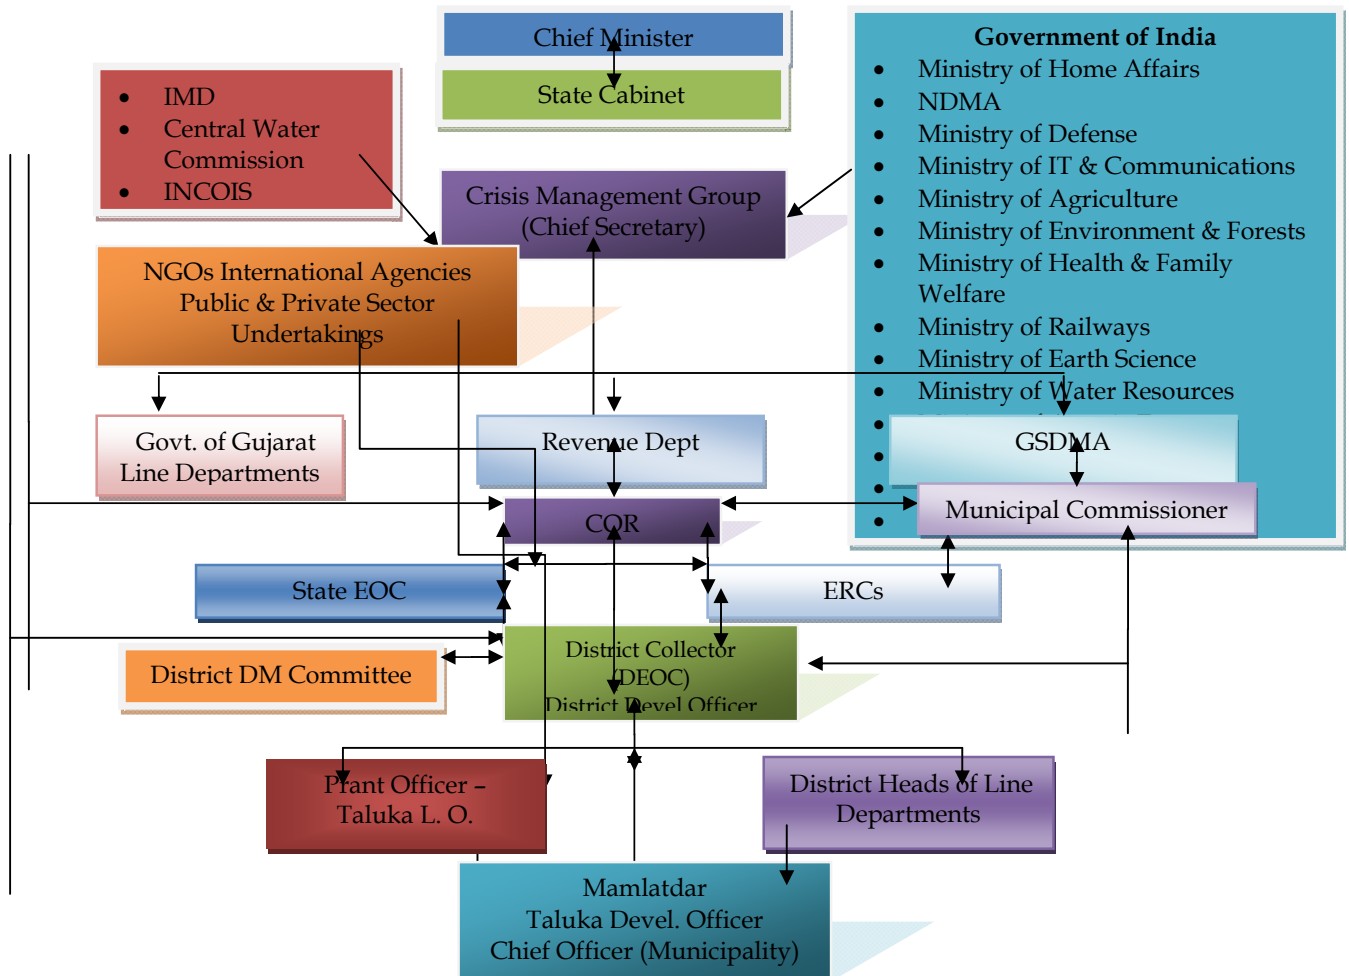 Chief Minister
State Cabinet
Government of India
• Ministry of Home Affairs
• NDMA
• Ministry of Defense
• Ministry of IT & Communications
• Ministry of Agriculture
• Ministry of Environment & Forests
• Ministry of Health & Family
Welfare
• Ministry of Railways
• Ministry of Earth Science
• Ministry of Water Resources
• IMD
• Central Water
Commission
• INCOIS
Crisis Management Group
(Chief Secretary)
NGOs International Agencies
Public & Private Sector
Undertakings
Govt. of Gujarat
Line Departments
Revenue Dept
GSDMA
COR
Municipal Commissioner
State EOC
ERCs
District DM Committee
District Collector
(DEOC)
District Devel Officer
Prant Officer –
Taluka L. O.
District Heads of Line
Departments
Mamlatdar
Taluka Devel. Officer
Chief Officer (Municipality)